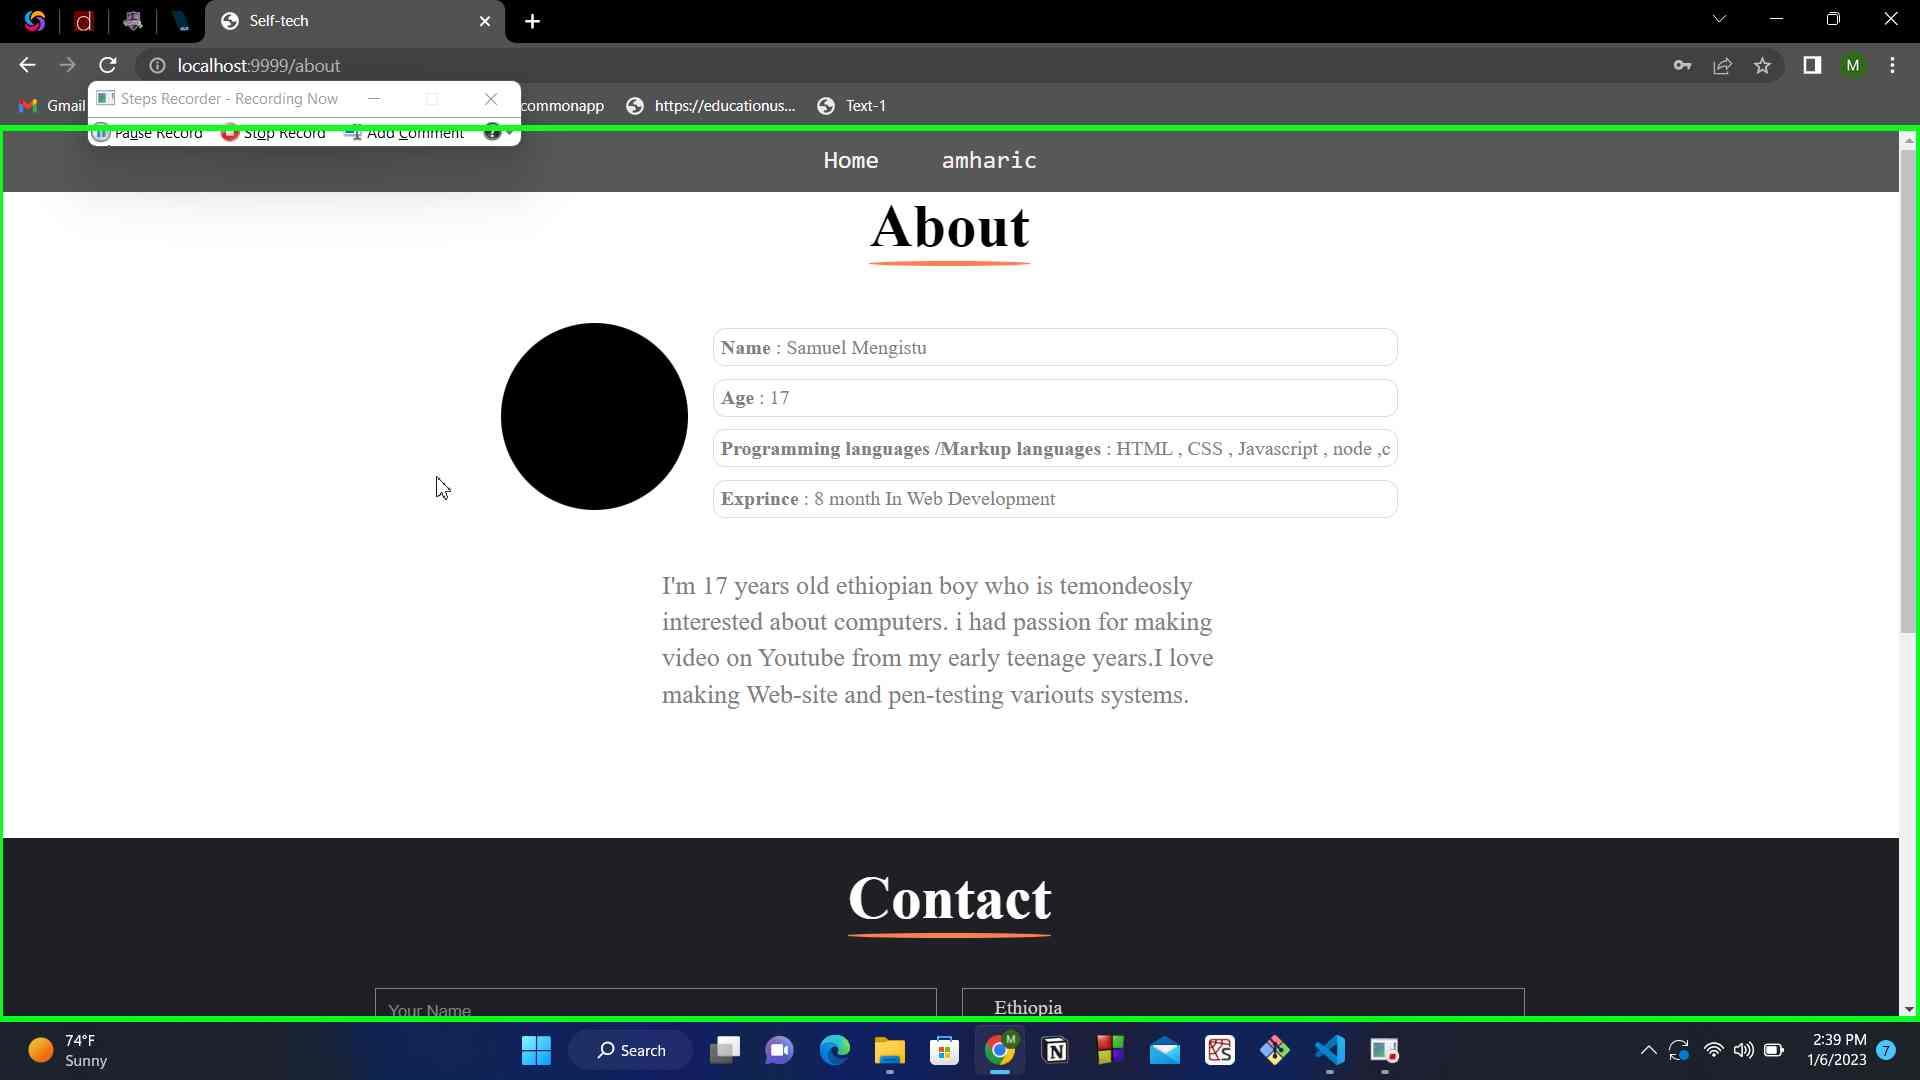 Self-tech
localhost:9999/about
Gmail
Steps Recorder - Recording Now
commonapp
https://educationus...
Text-1
Pause Record
Stop Record
Add Comment
Home
amharic
About
Name : Samuel Mengistu
Age : 17
Programming languages /Markup languages : HTML , CSS , Javascript , node ,c
Exprince : 8 month In Web Development
I'm 17 years old ethiopian boy who is temondeosly
interested about computers. i had passion for making
video on Youtube from my early teenage years.I love
making Web-site and pen-testing variouts systems.
Contact
Your Name
Ethiopia
74°F
Sunny
Search
2:39 PM
1/6/2023
7
M